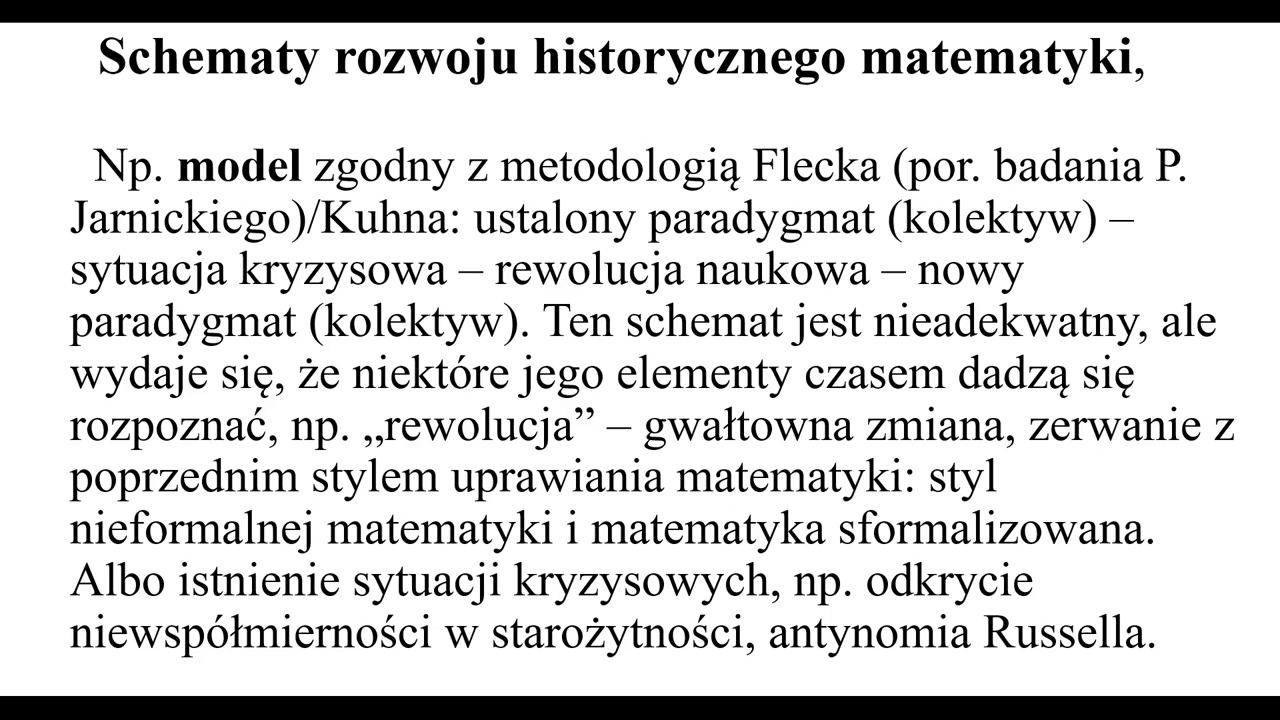 Schematy rozwoju historycznego matematyki,
Np. model zgodny z metodologią Flecka (por. badania P.
Jarnickiego)/Kuhna: ustalony paradygmat (kolektyw) –
sytuacja kryzysowa – rewolucja naukowa – nowy
paradygmat (kolektyw). Ten schemat jest nieadekwatny, ale
wydaje się, że niektóre jego elementy czasem dadzą się
rozpoznać, np. „rewolucja” – gwałtowna zmiana, zerwanie z
poprzednim stylem uprawiania matematyki: styl
nieformalnej matematyki i matematyka sformalizowana.
Albo istnienie sytuacji kryzysowych, np. odkrycie
niewspółmierności w starożytności, antynomia Russella.